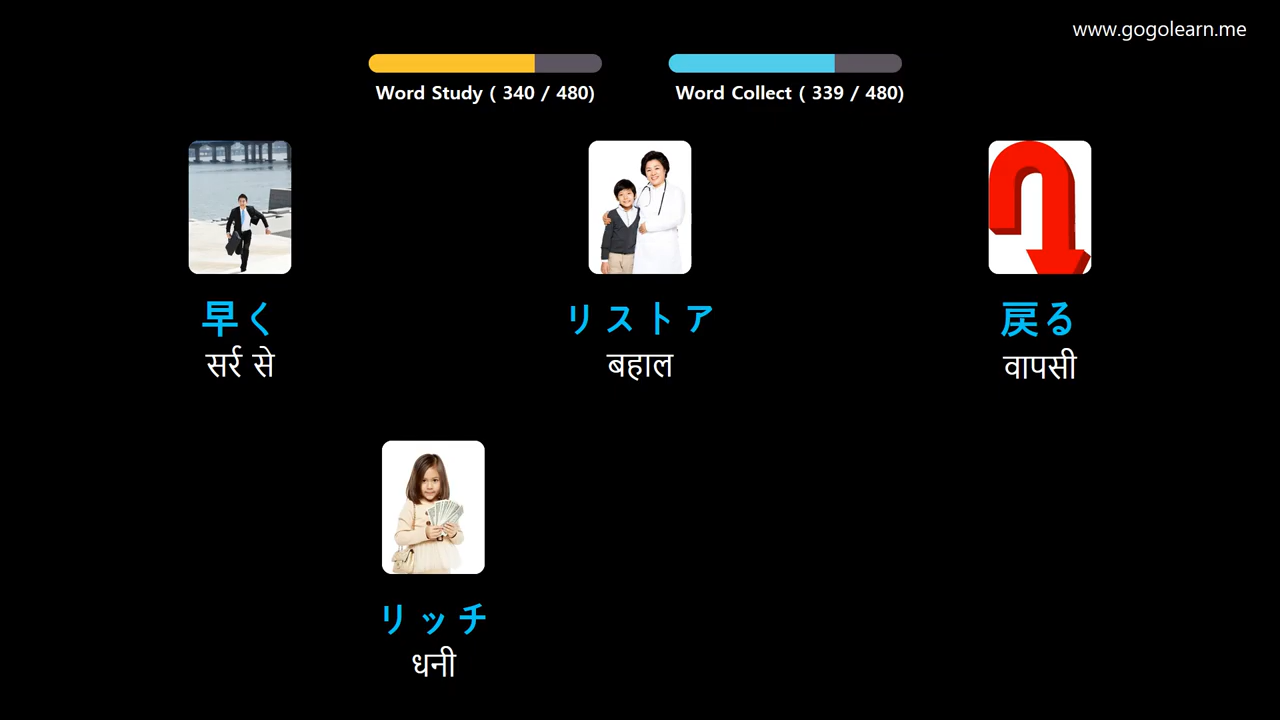 www.gogolearn.me
Word Study ( 340 / 480)
Word Collect ( 339 / 480)
早く
सर्र से
リストア
बहाल
戻る
वापसी
リッチ
धनी